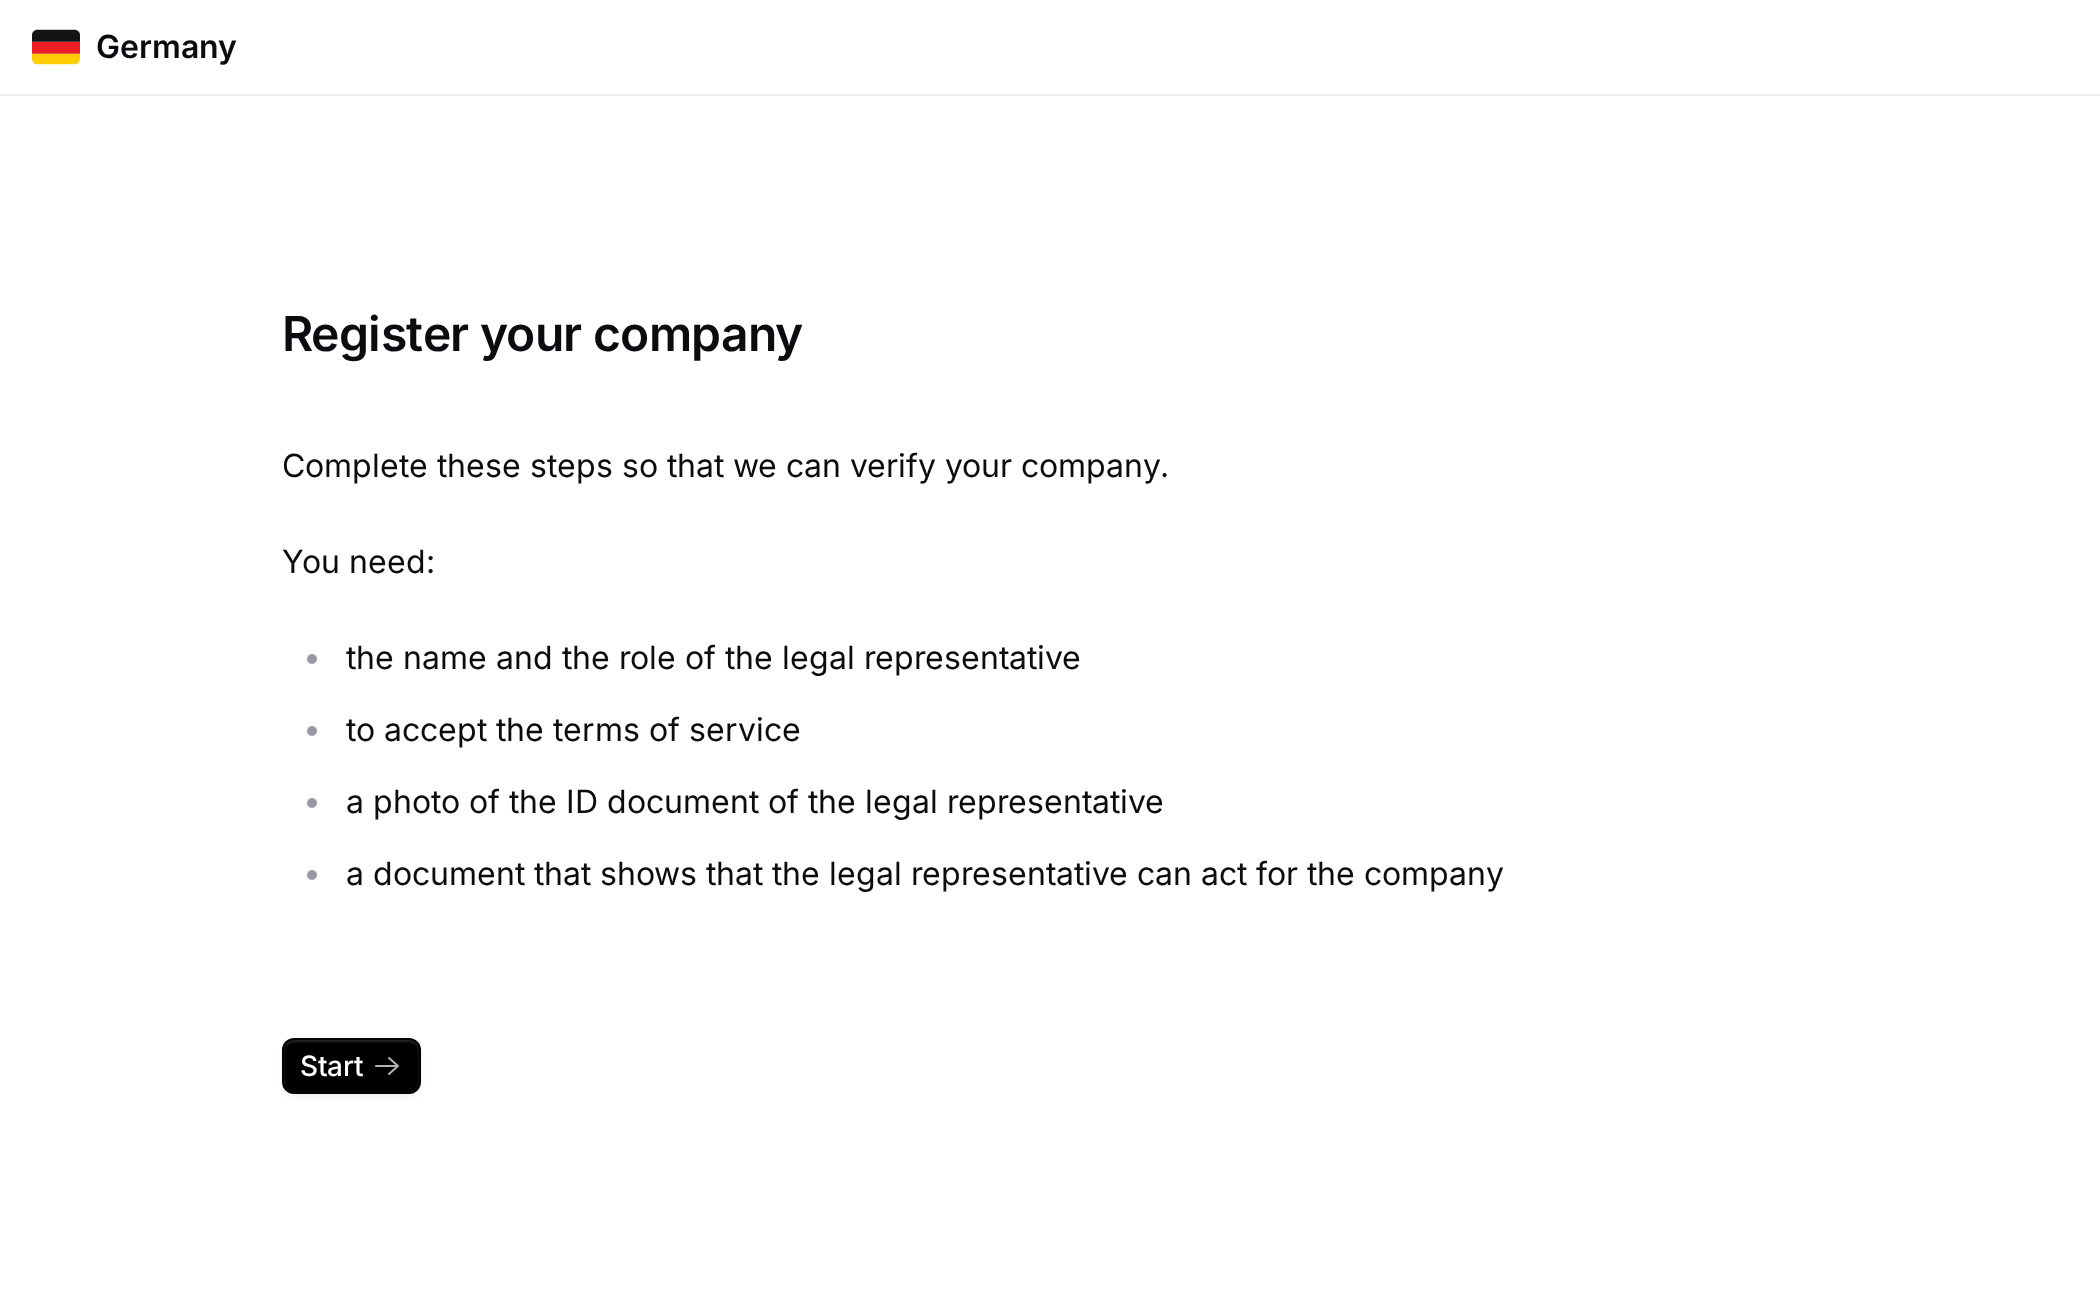 Germany
Register your company
Complete these steps so that we can verify your company.
You need:
the name and the role of the legal representative
to accept the terms of service
a photo of the ID document of the legal representative
a document that shows that the legal representative can act for the company
Start